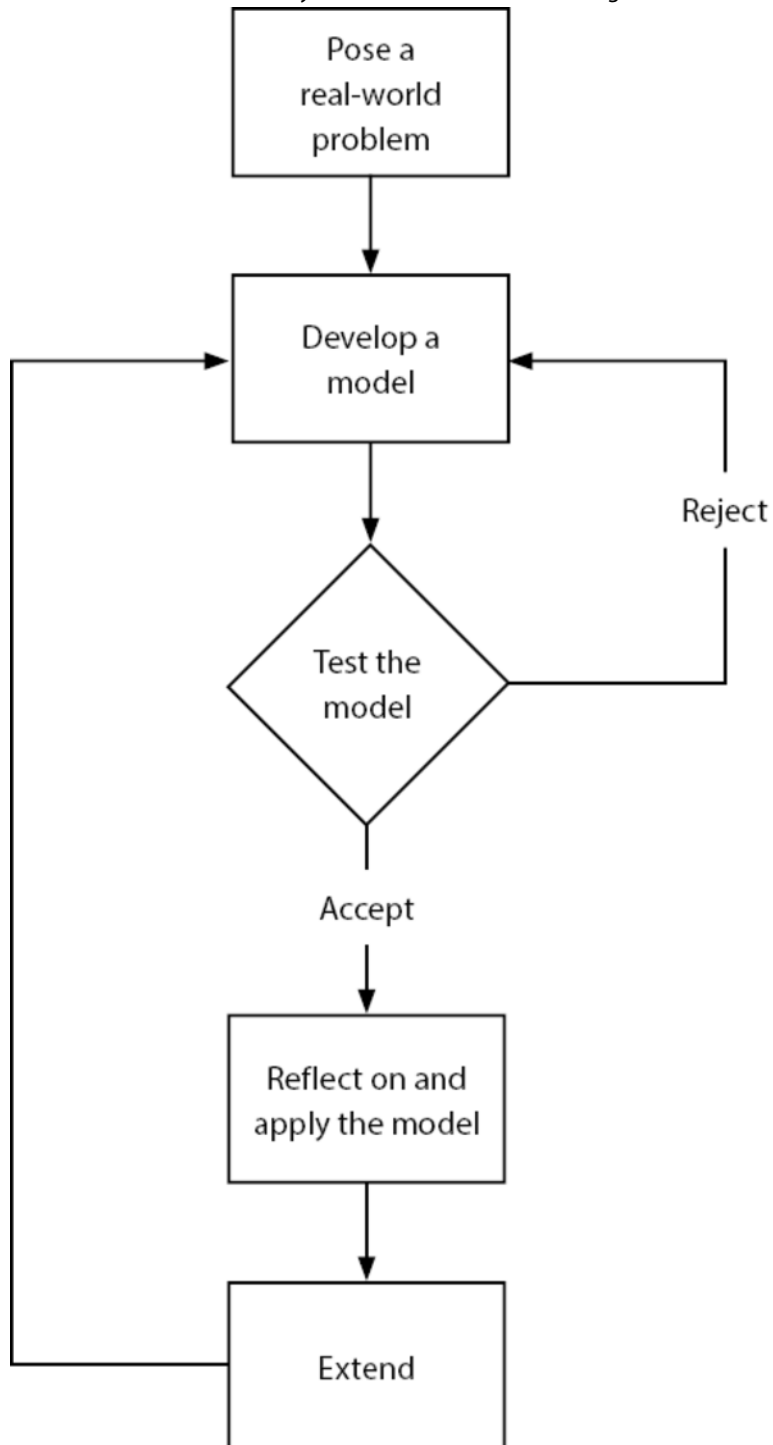 Pose a
real-world
problem
Develop a
model
Reject
Test the
model
Accept
Reflect on and
apply the model
Extend